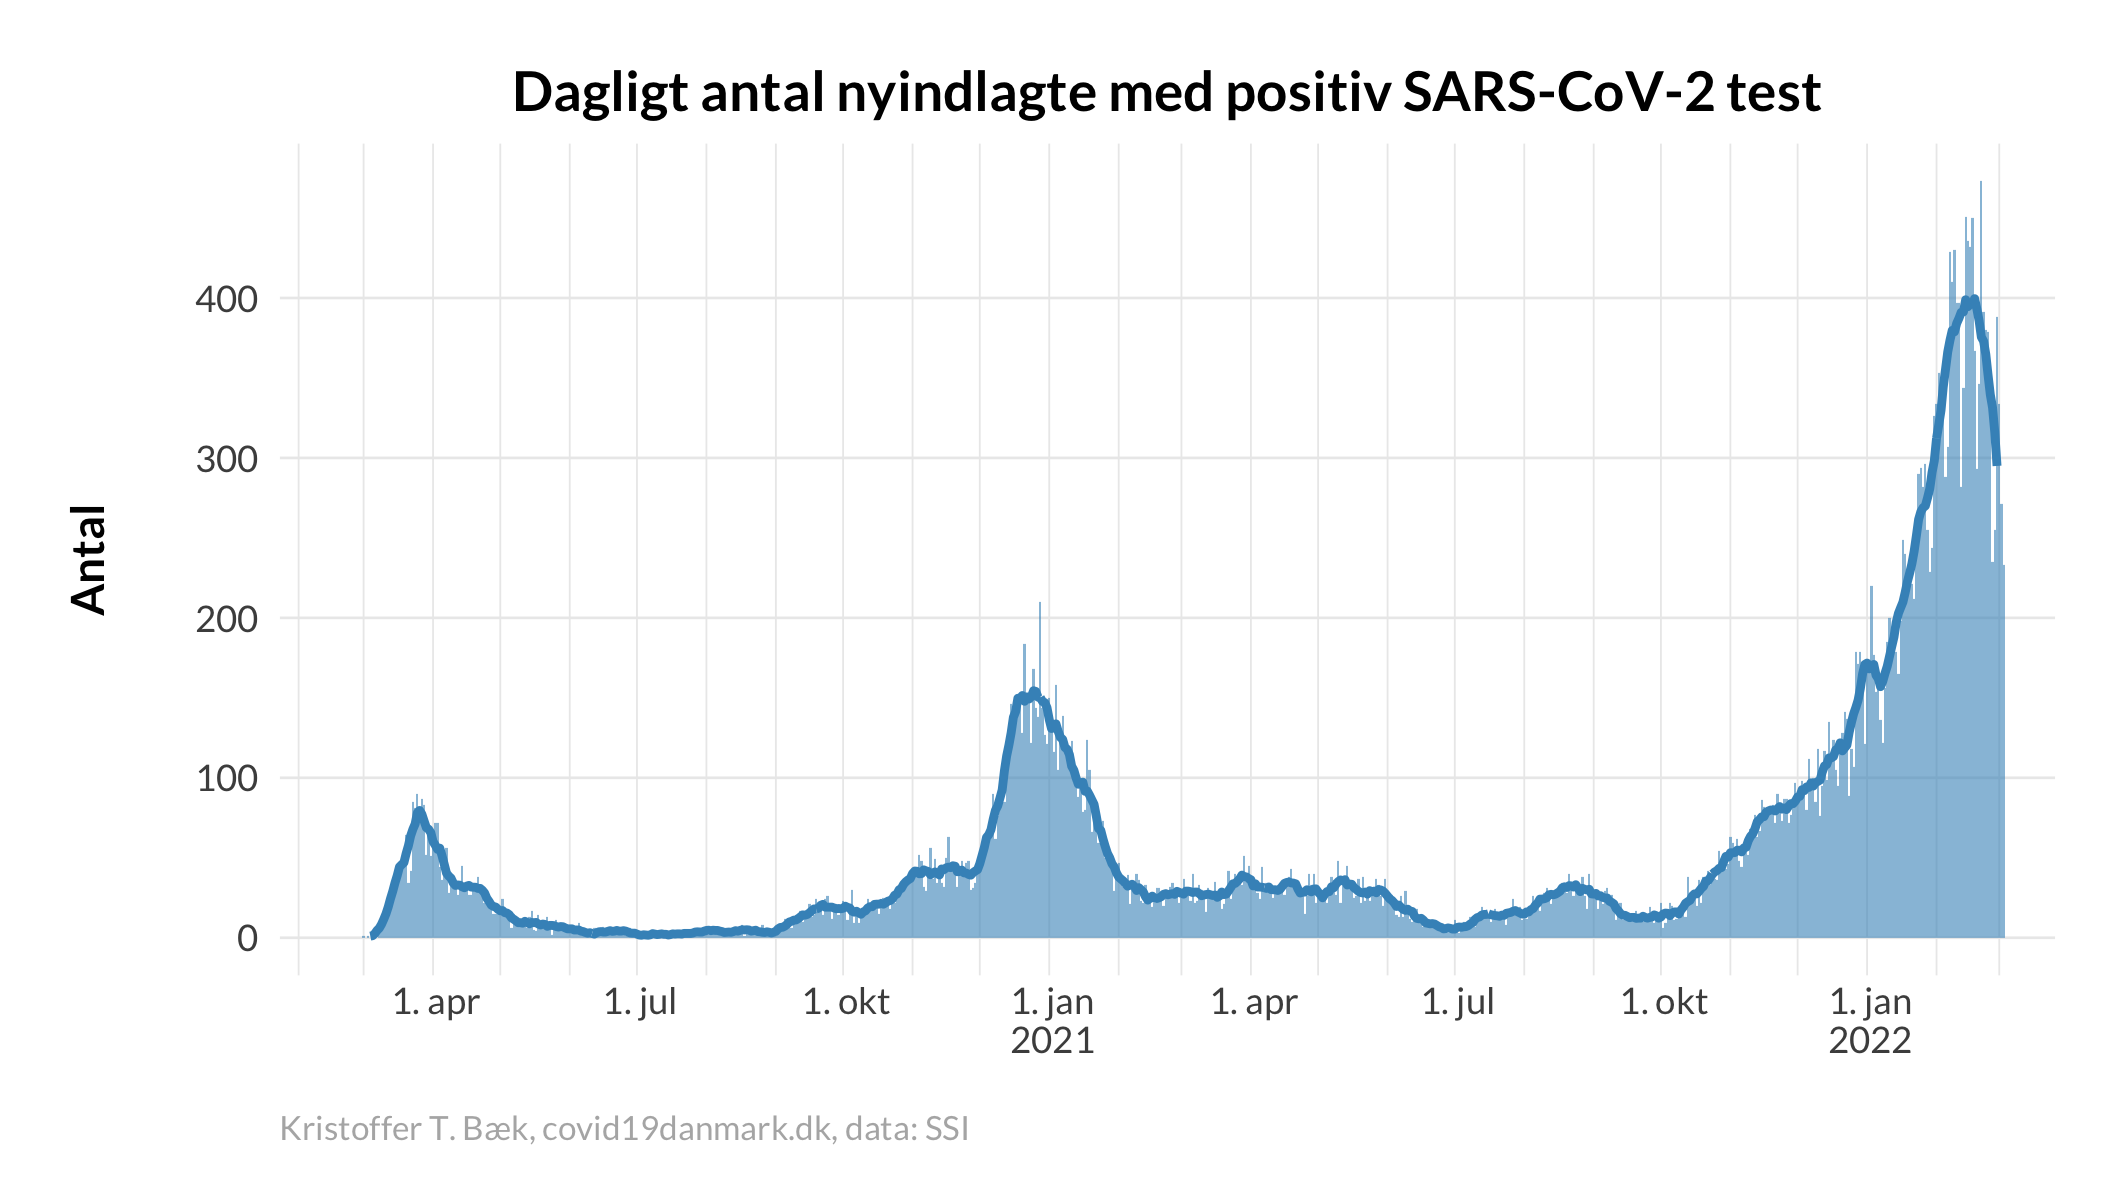 Dagligt antal nyindlagte med positiv SARS-CoV-2 test
Antal
400
300
200
100
0
1. apr
1. jul
1. okt
1. jan
2021
1. apr
1. jul
1. okt
1. jan
2022
Kristoffer T. Bæk, covid19danmark.dk, data: SSI